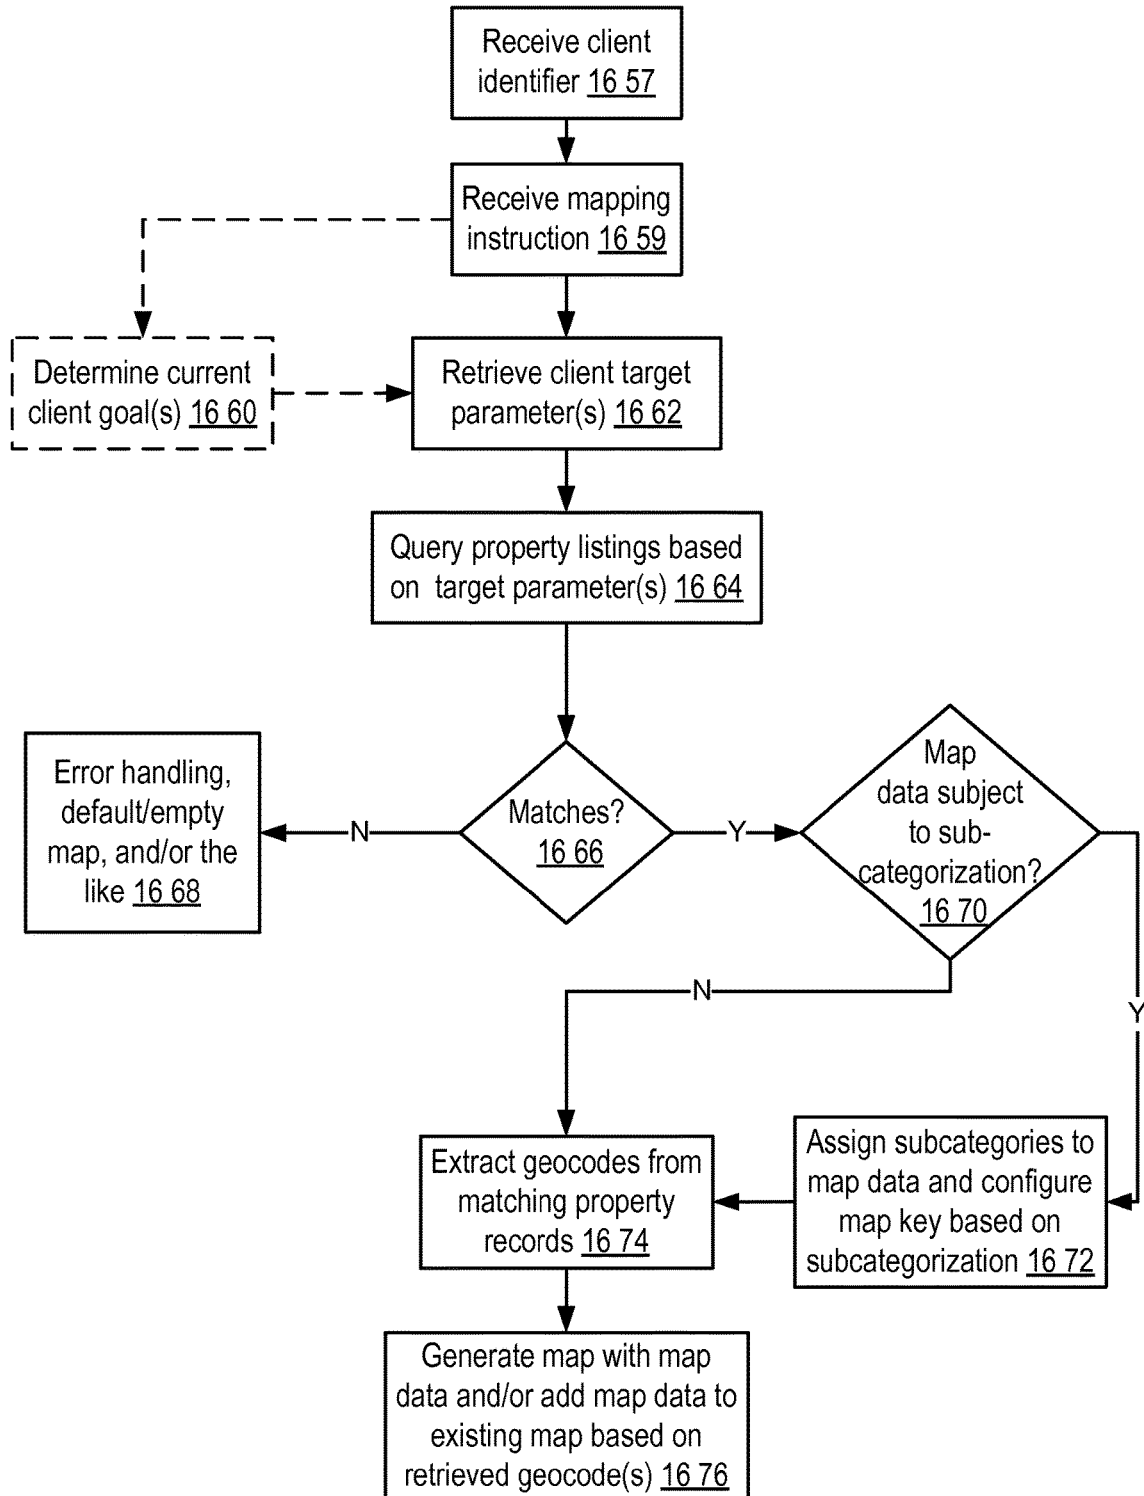 Receive client
identifier 16 57
Receive mapping
instruction 16 59
Determine current
client goal(s) 16 60
Retrieve client target
parameter(s) 16 62
Query property listings based
on target parameter(s) 16 64
Error handling,
default/empty
map, and/or the
like 16 68
N
Matches?
16 66
Y
Map
data subject
to sub-
categorization?
16 70
N
Y
Extract geocodes from
matching property
records 16 74
Assign subcategories to
map data and configure
map key based on
subcategorization 16 72
Generate map with map
data and/or add map data to
existing map based on
retrieved geocode(s) 16 76